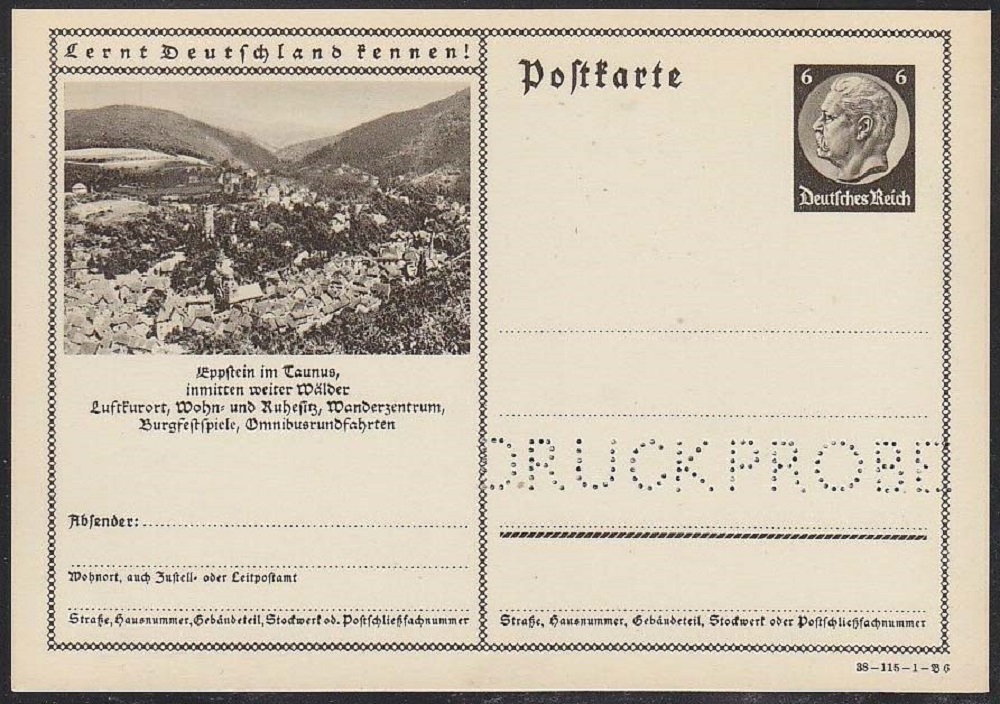 Lernt Deutschland kennen!
Eppstein im Taunus,
inmitten weiter Wälder
Luftkurort, Wohn- und Ruhesitz, Wanderzentrum,
Burgfestspiele, Omnibusrundfahrten
Absender:
Wohnort, auch Zustell- oder Leitpostamt
Straße, Hausnummer, Gebäudeteil, Stockwerk od. Postschließfachnummer
Postkarte
6 6
Deutsches Reich
DRUCKPROBE
Straße, Hausnummer, Gebäudeteil, Stockwerk oder Postschließfachnummer
38-115-1-B 6